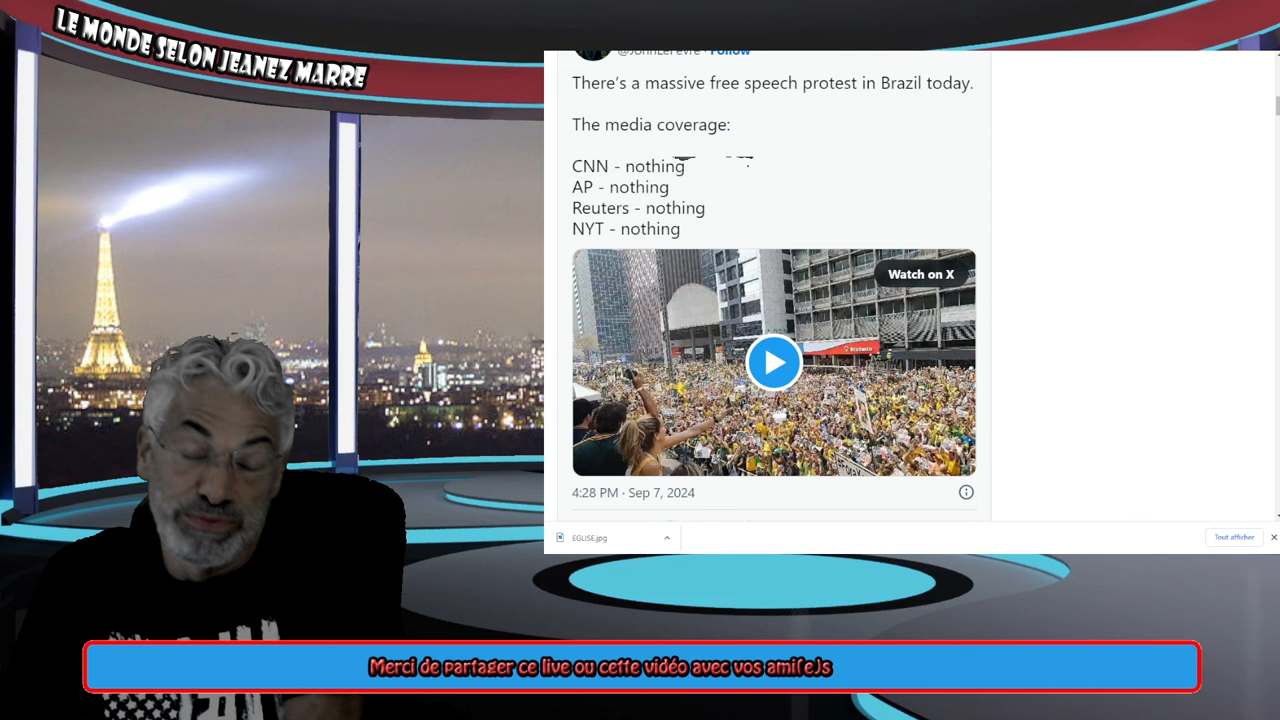 LE MONDE SELON JEANEZ MARRE
@JohnLeFevre · Follow
There's a massive free speech protest in Brazil today.
The media coverage:
CNN - nothing
AP - nothing
Reuters - nothing
NYT - nothing
Watch on X
4:28 PM · Sep 7, 2024
EGLISE.jpg
Tout afficher
Merci de partager ce live ou cette vidéo avec vos ami(e)s